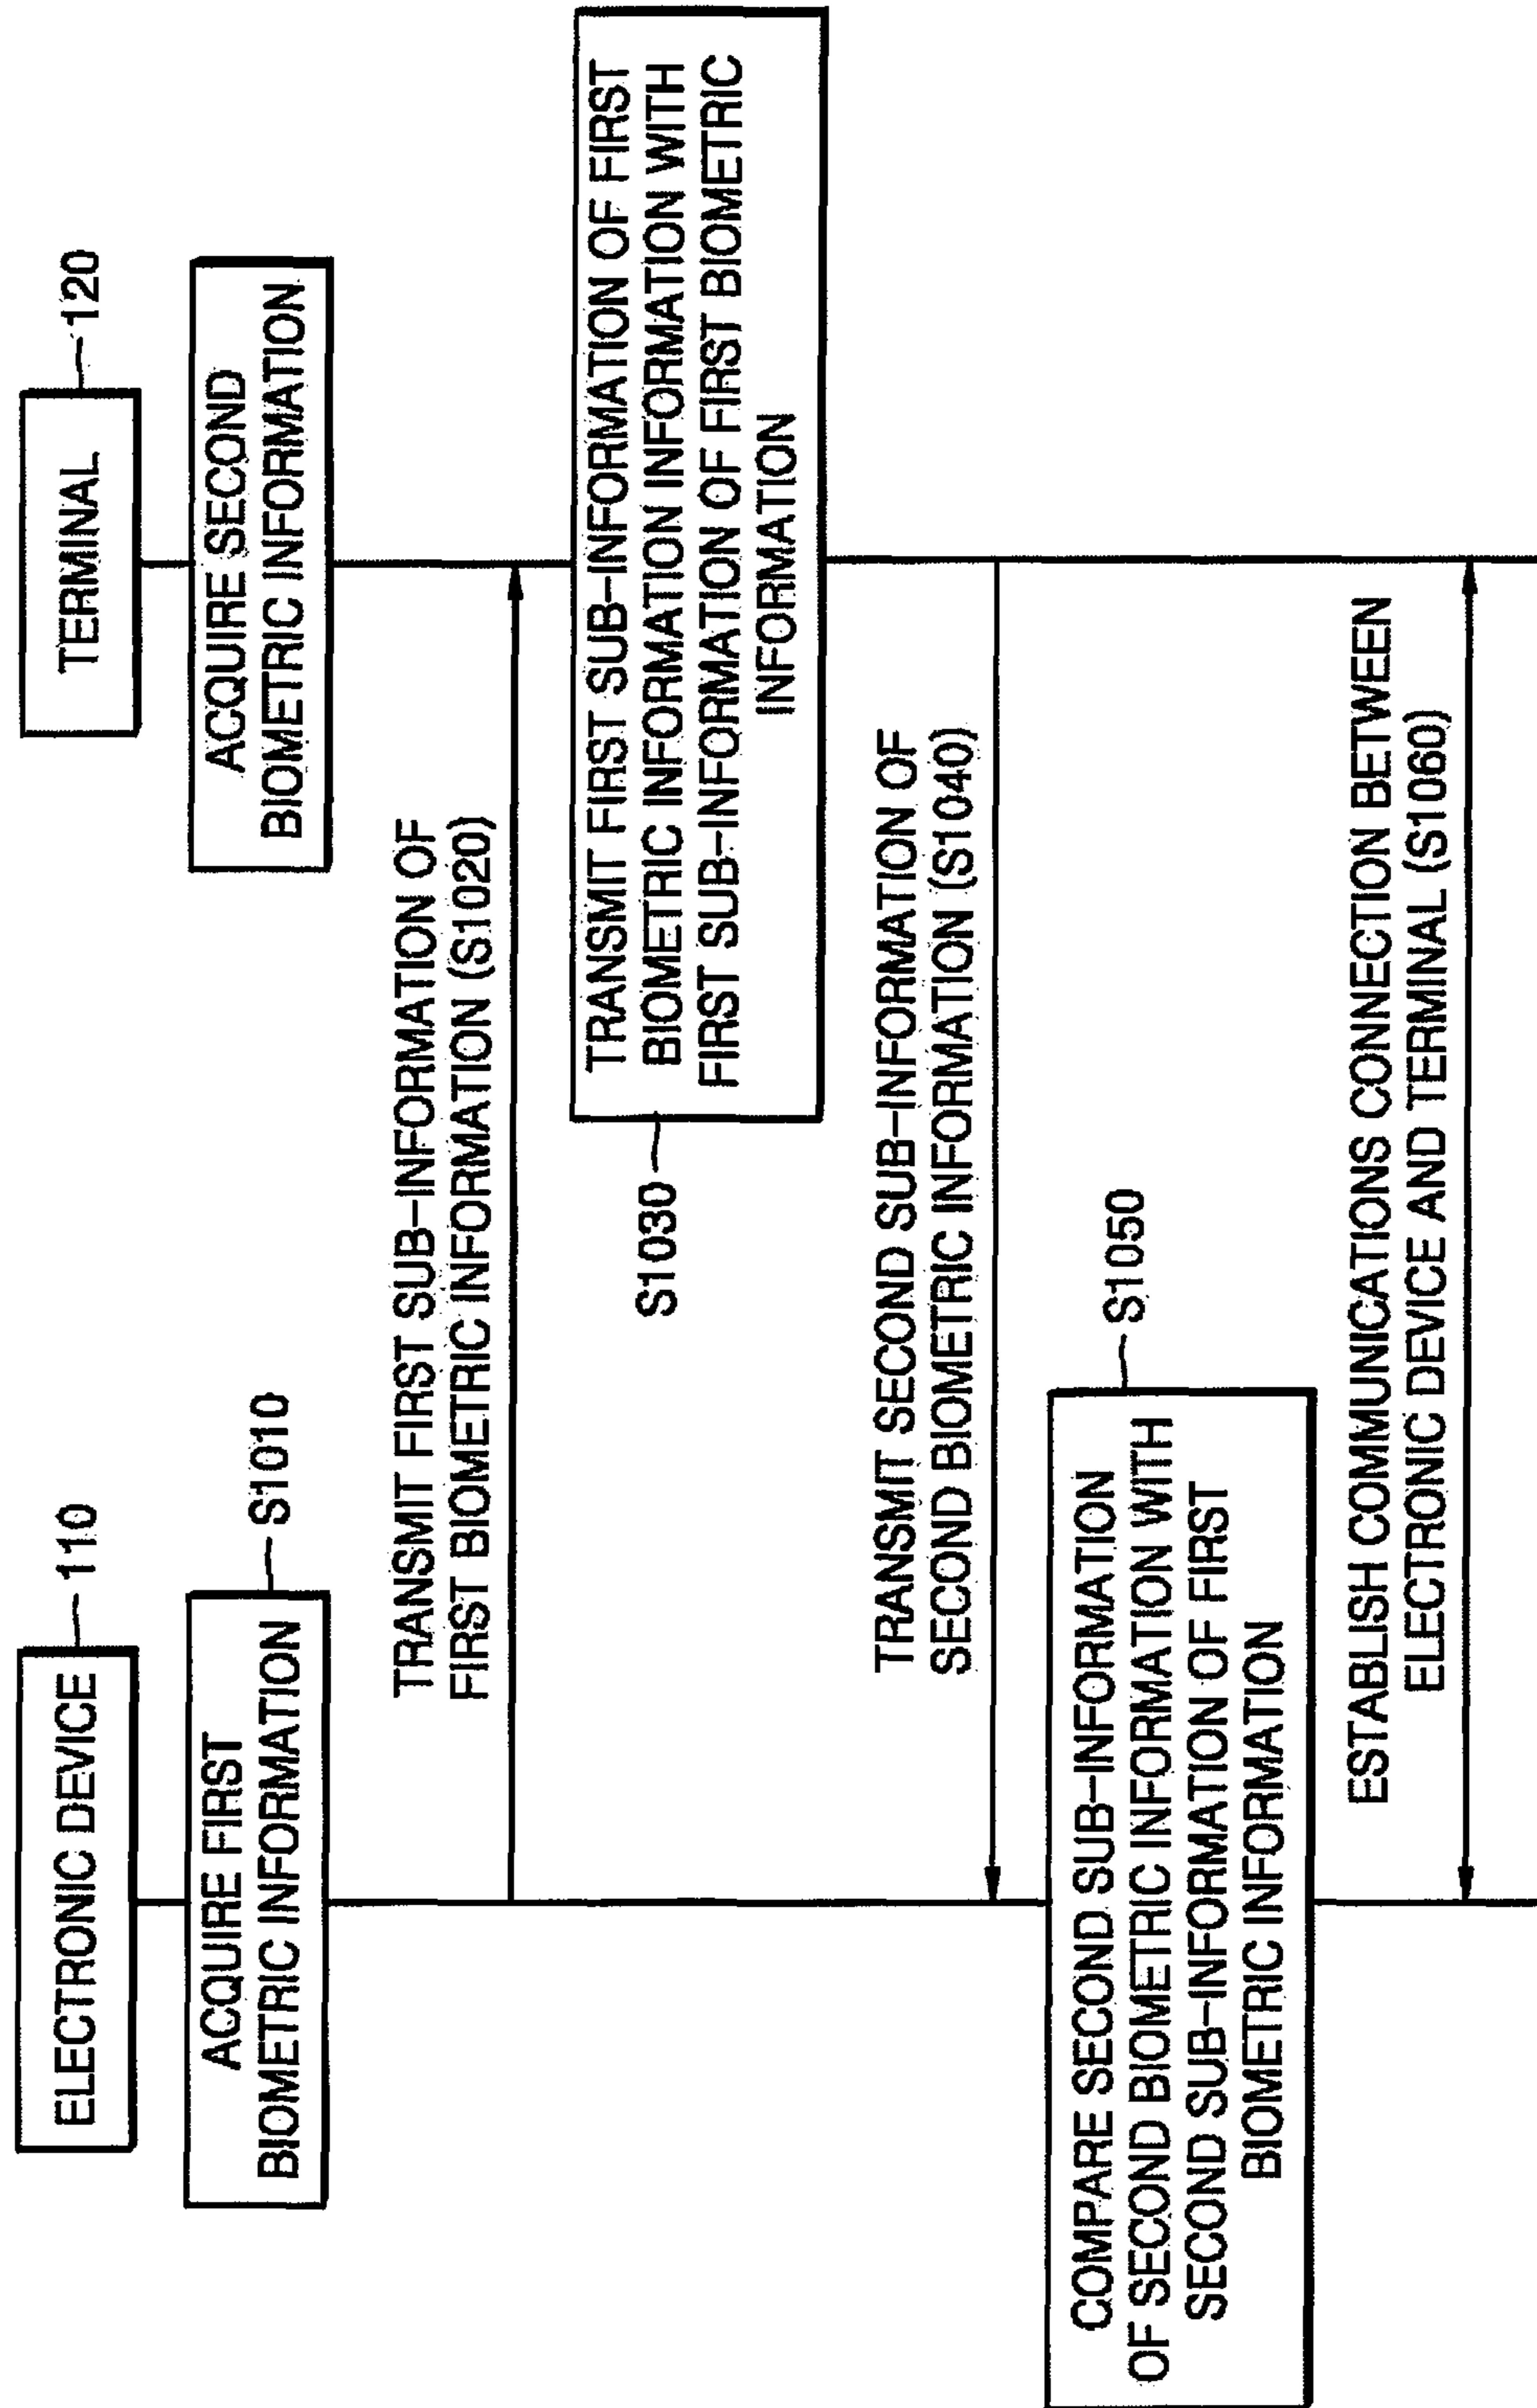 ELECTRONIC DEVICE
110
TERMINAL
120
ACQUIRE FIRST
BIOMETRIC INFORMATION
S1010
ACQUIRE SECOND
BIOMETRIC INFORMATION
TRANSMIT FIRST SUB-INFORMATION OF
FIRST BIOMETRIC INFORMATION (S1020)
S1030
TRANSMIT FIRST SUB-INFORMATION OF FIRST
BIOMETRIC INFORMATION INFORMATION WITH
FIRST SUB-INFORMATION OF FIRST BIOMETRIC
INFORMATION
TRANSMIT SECOND SUB-INFORMATION OF
SECOND BIOMETRIC INFORMATION (S1040)
S1050
COMPARE SECOND SUB-INFORMATION
OF SECOND BIOMETRIC INFORMATION WITH
SECOND SUB-INFORMATION OF FIRST
BIOMETRIC INFORMATION
ESTABLISH COMMUNICATIONS CONNECTION BETWEEN
ELECTRONIC DEVICE AND TERMINAL (S1060)